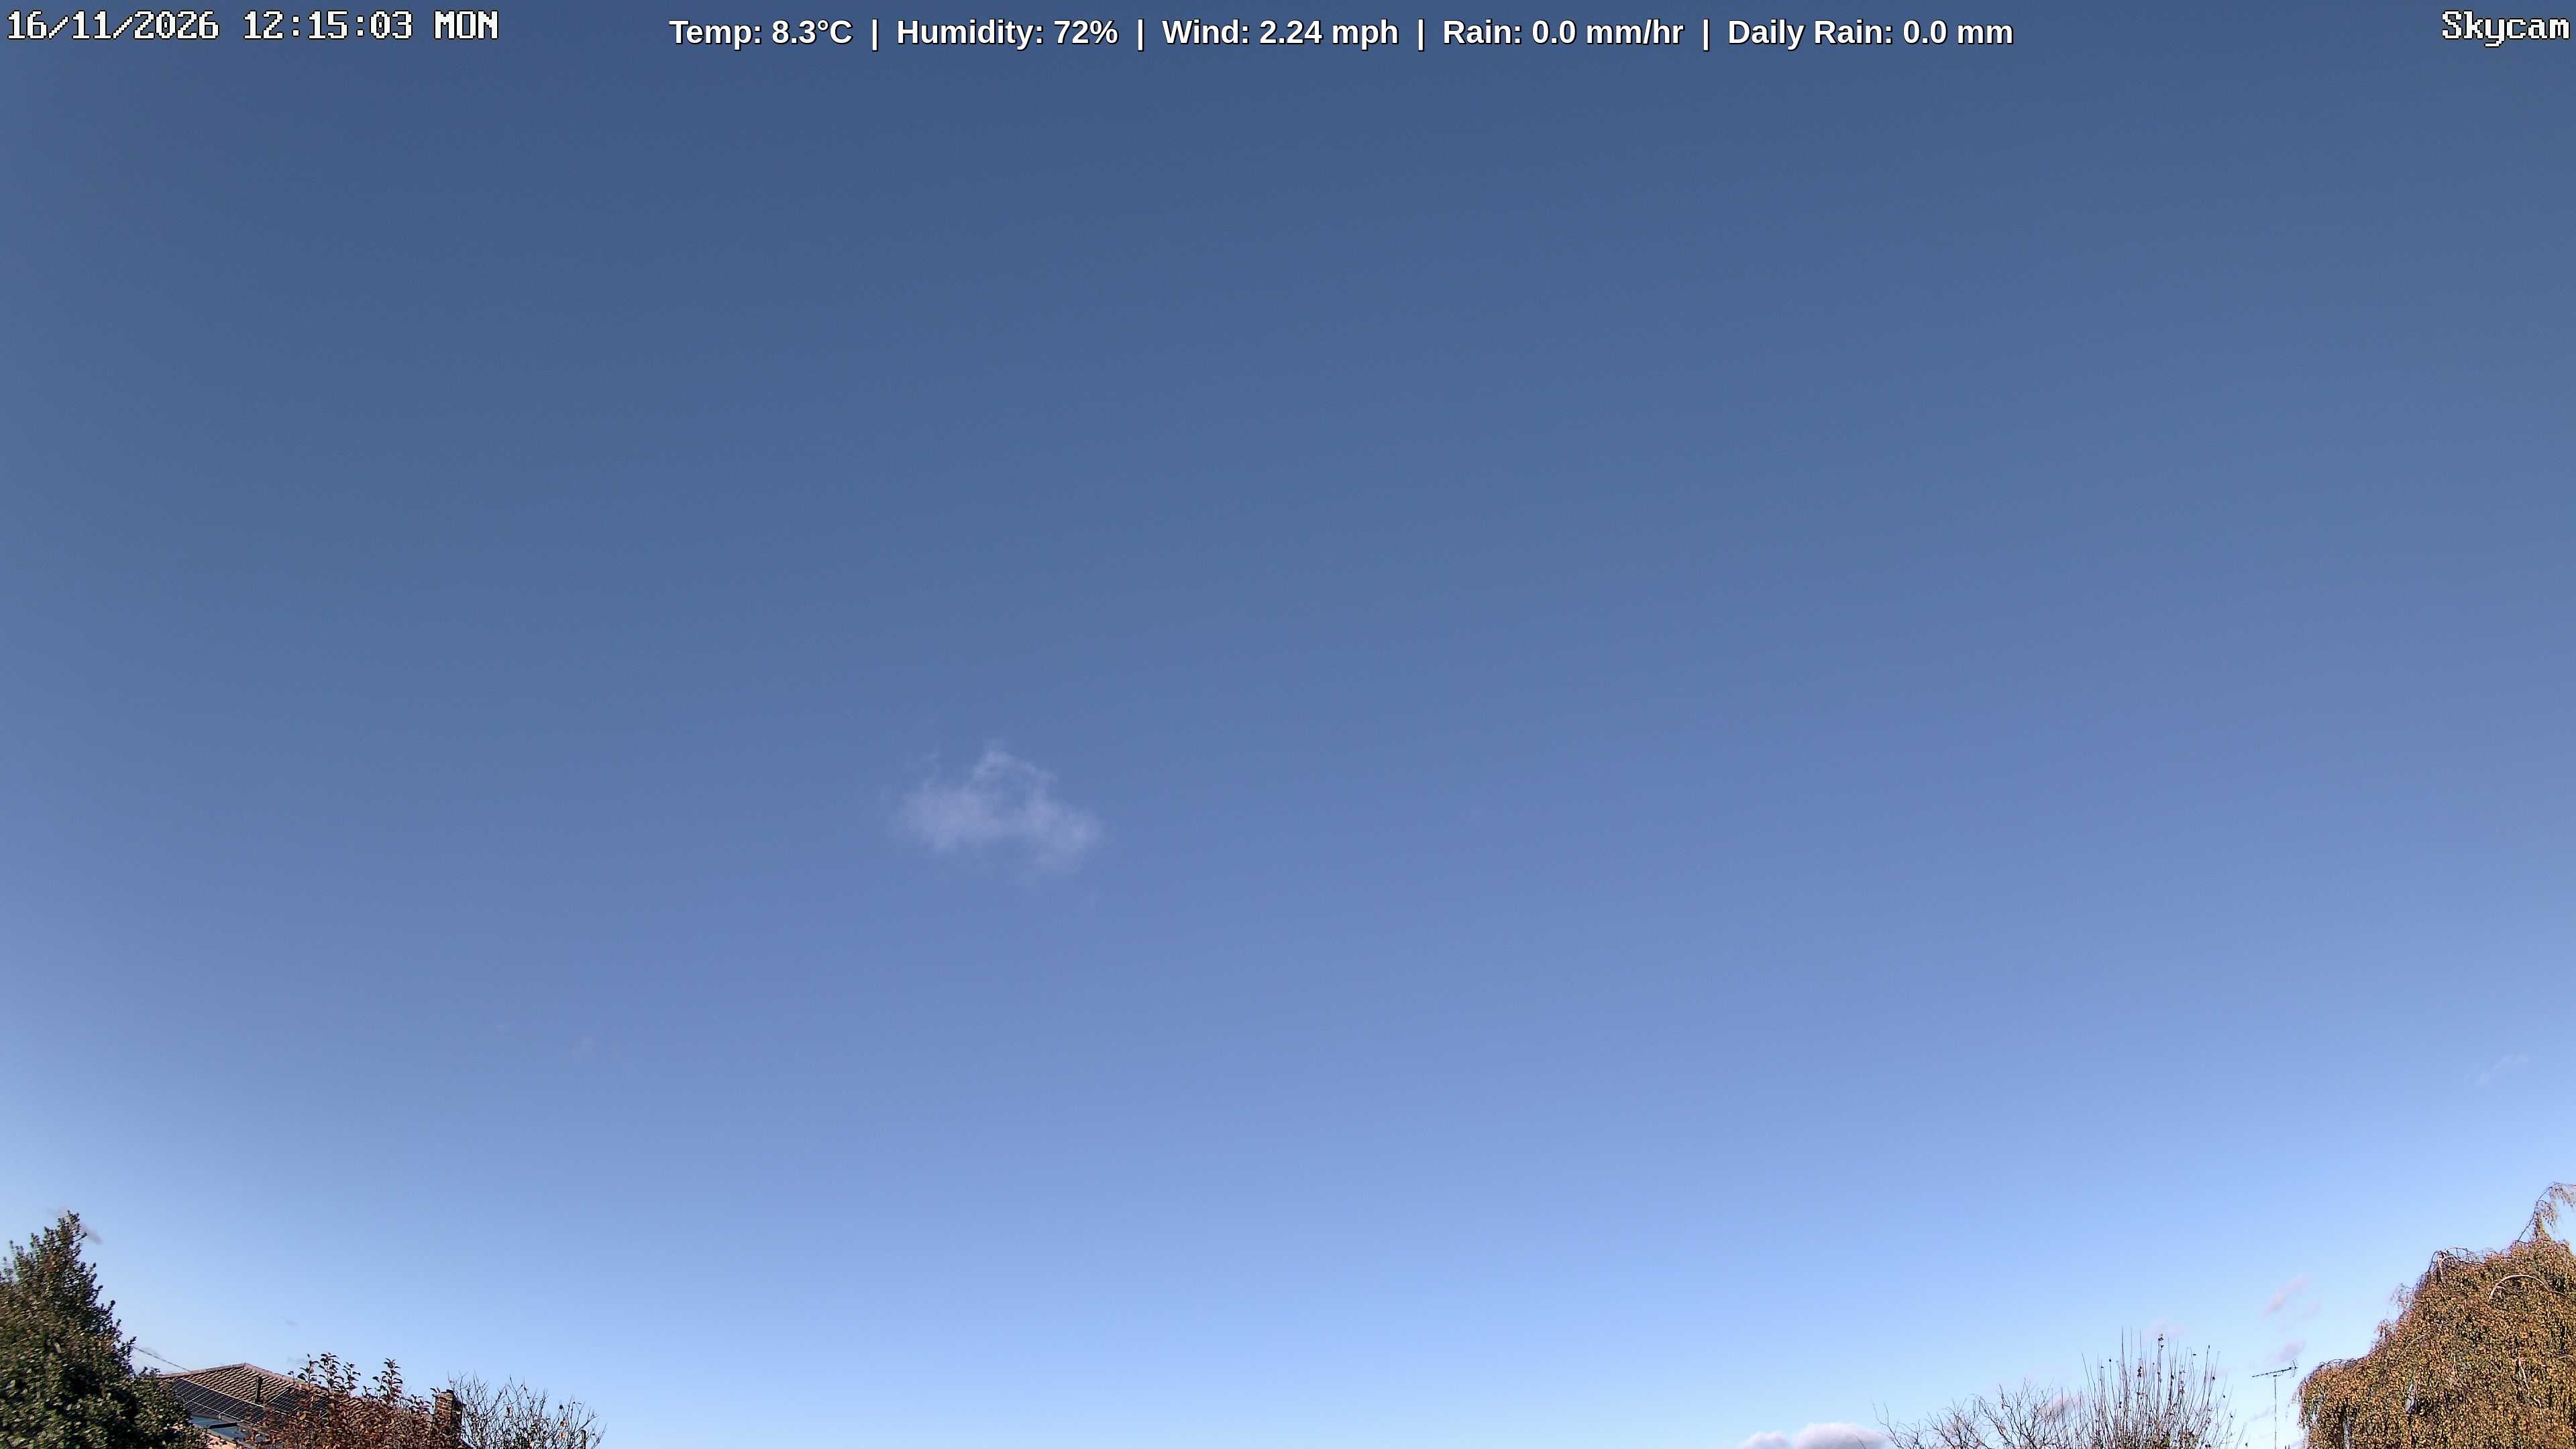 16/11/2026 12:15:03 MON
Temp: 8.3°C | Humidity: 72% | Wind: 2.24 mph | Rain: 0.0 mm/hr | Daily Rain: 0.0 mm
Skycam